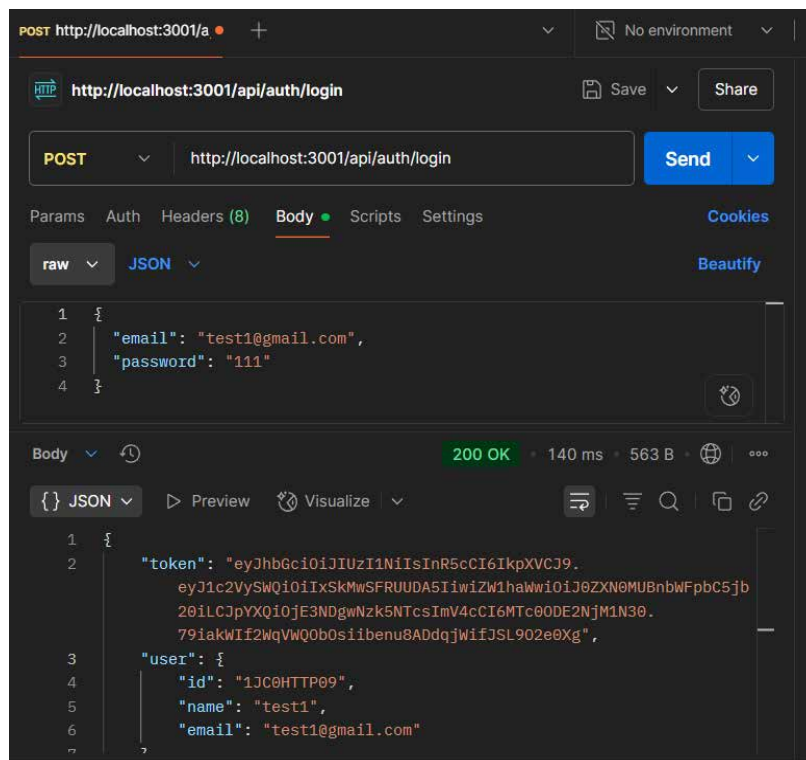 POST http://localhost:3001/a
No environment
HTTP http://localhost:3001/api/auth/login
Save
Share
POST
http://localhost:3001/api/auth/login
Send
Params Auth Headers (8) Body Scripts Settings Cookies
raw JSON Beautify
1 {
2 "email": "test1@gmail.com",
3 "password": "111"
4 }
Body 200 OK 140 ms 563 B
{} JSON Preview Visualize
1 {
2 "token": "eyJhbGciOiJIUzI1NiIsInR5cCI6IkpXVCJ9.
eyJ1c2VySWQiOiIxSkMwSFRUUDA5IiwiZW1haWwiOiJ0ZXN0MUBnbWFpbC5jb
20iLCJpYXQiOjE3NDgwNzk5NTcsImV4cCI6MTc0ODE2NjM1N30.
79iakWIf2WqVWQObOsiibenu8ADdqjWifJSL9O2e0Xg",
3 "user": {
4 "id": "1JC0HTTP09",
5 "name": "test1",
6 "email": "test1@gmail.com"
7 }